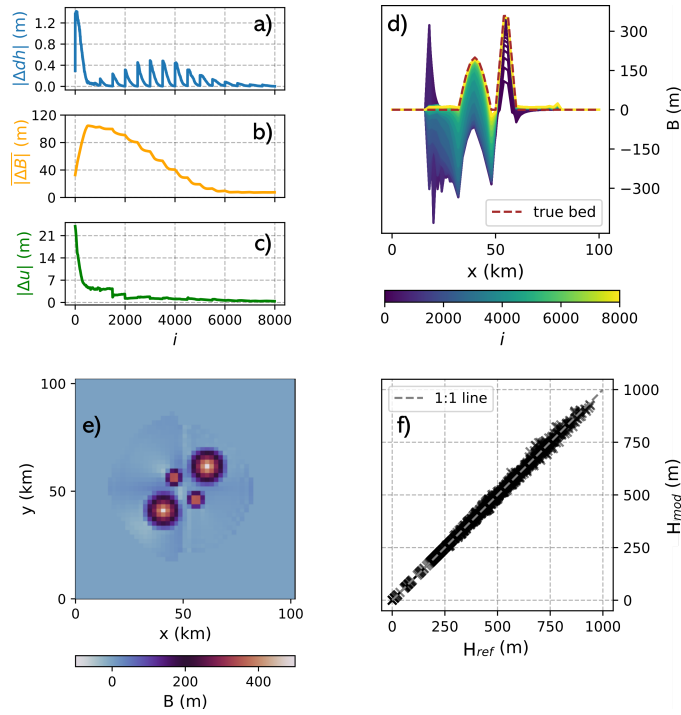 a)
|Δdh| (m)
1.2
0.8
0.4
0.0
b)
|ΔB| (m)
120
80
40
0
c)
|Δu| (m)
21
14
7
0
0 2000 4000 6000 8000
i
d)
300
150
0
−150
−300
B (m)
true bed
0 50 100
x (km)
0 2000 4000 6000 8000
i
e)
100
50
0
y (km)
0 50 100
x (km)
0 200 400
B (m)
1:1 line
f)
1000
750
500
250
0
H_mod (m)
0 250 500 750 1000
H_ref (m)